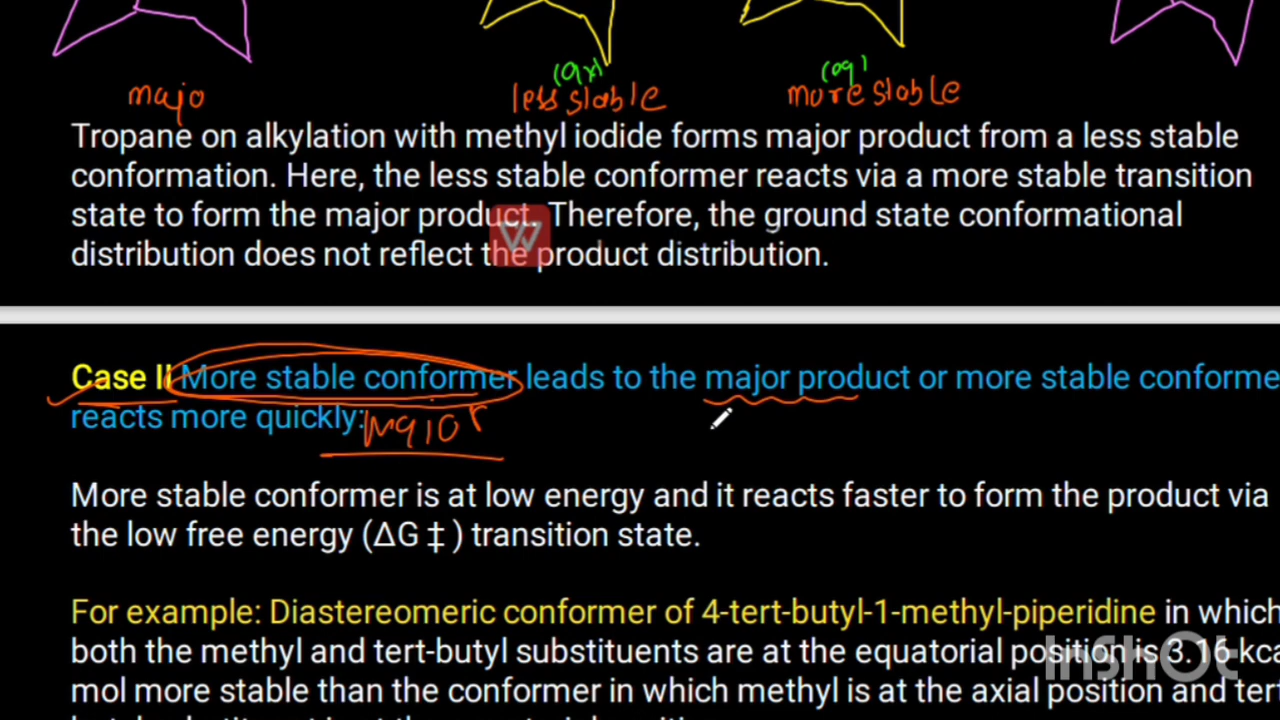 (ax)
(eq)
major
less stable
more stable
Tropane on alkylation with methyl iodide forms major product from a less stable
conformation. Here, the less stable conformer reacts via a more stable transition
state to form the major product. Therefore, the ground state conformational
distribution does not reflect the product distribution.
Case II More stable conformer leads to the major product or more stable conforme
reacts more quickly:
major
More stable conformer is at low energy and it reacts faster to form the product via
the low free energy (ΔG ‡ ) transition state.
For example: Diastereomeric conformer of 4-tert-butyl-1-methyl-piperidine in which
both the methyl and tert-butyl substituents are at the equatorial position is 3.16 kca
mol more stable than the conformer in which methyl is at the axial position and tert
InshOt